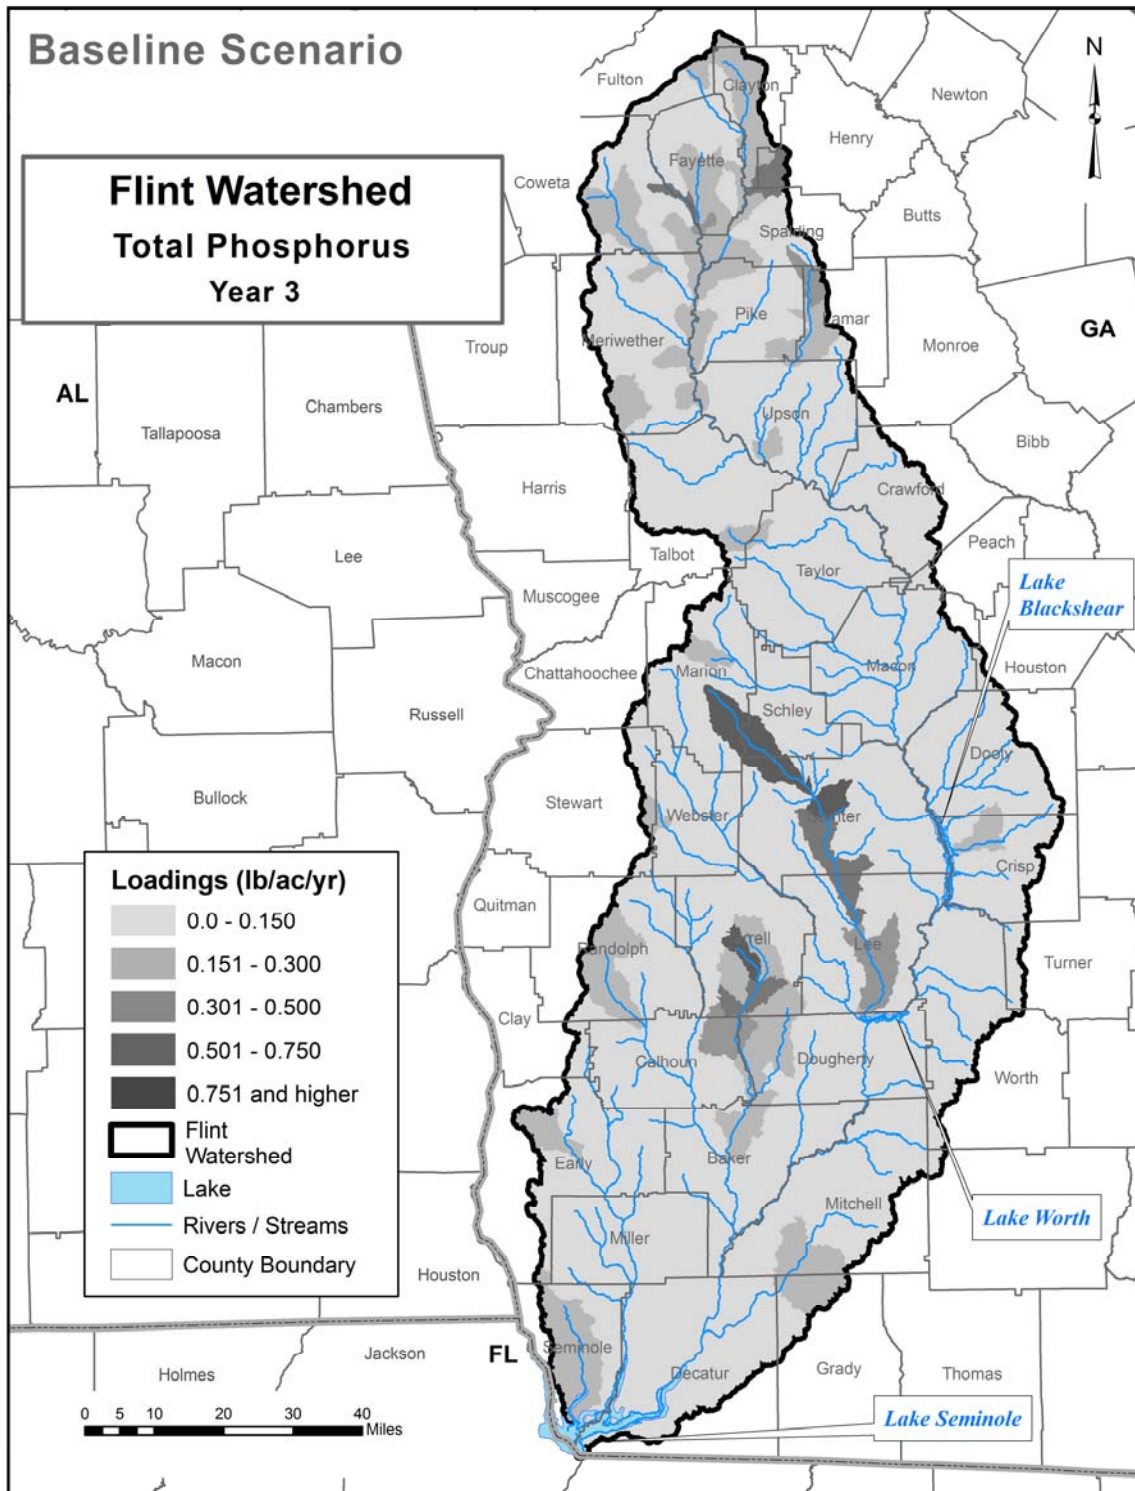 Baseline Scenario
N
Flint Watershed
Total Phosphorus
Year 3
Fulton
Clayton
Newton
Henry
Fayette
Coweta
Butts
Spalding
GA
Troup
Meriwether
Pike
amar
Monroe
AL
Chambers
Tallapoosa
Upson
Bibb
Harris
Crawford
Lee
Talbot
Peach
Taylor
Lake
Blackshear
Muscogee
Macon
Chattahoochee
Marion
Macon
Houston
Russell
Schley
Dooly
Bullock
Stewart
Webster
Crisp
Loadings (lb/ac/yr)
0.0 - 0.150
0.151 - 0.300
0.301 - 0.500
0.501 - 0.750
0.751 and higher
Flint
Watershed
Lake
Rivers / Streams
County Boundary
Quitman
Randolph
Lee
Turner
Clay
Calhoun
Dougherty
Worth
Early
Baker
Mitchell
Lake Worth
Miller
Houston
Seminole
FL
Jackson
Holmes
Decatur
Grady
Thomas
Lake Seminole
0 5 10 20 30 40
Miles